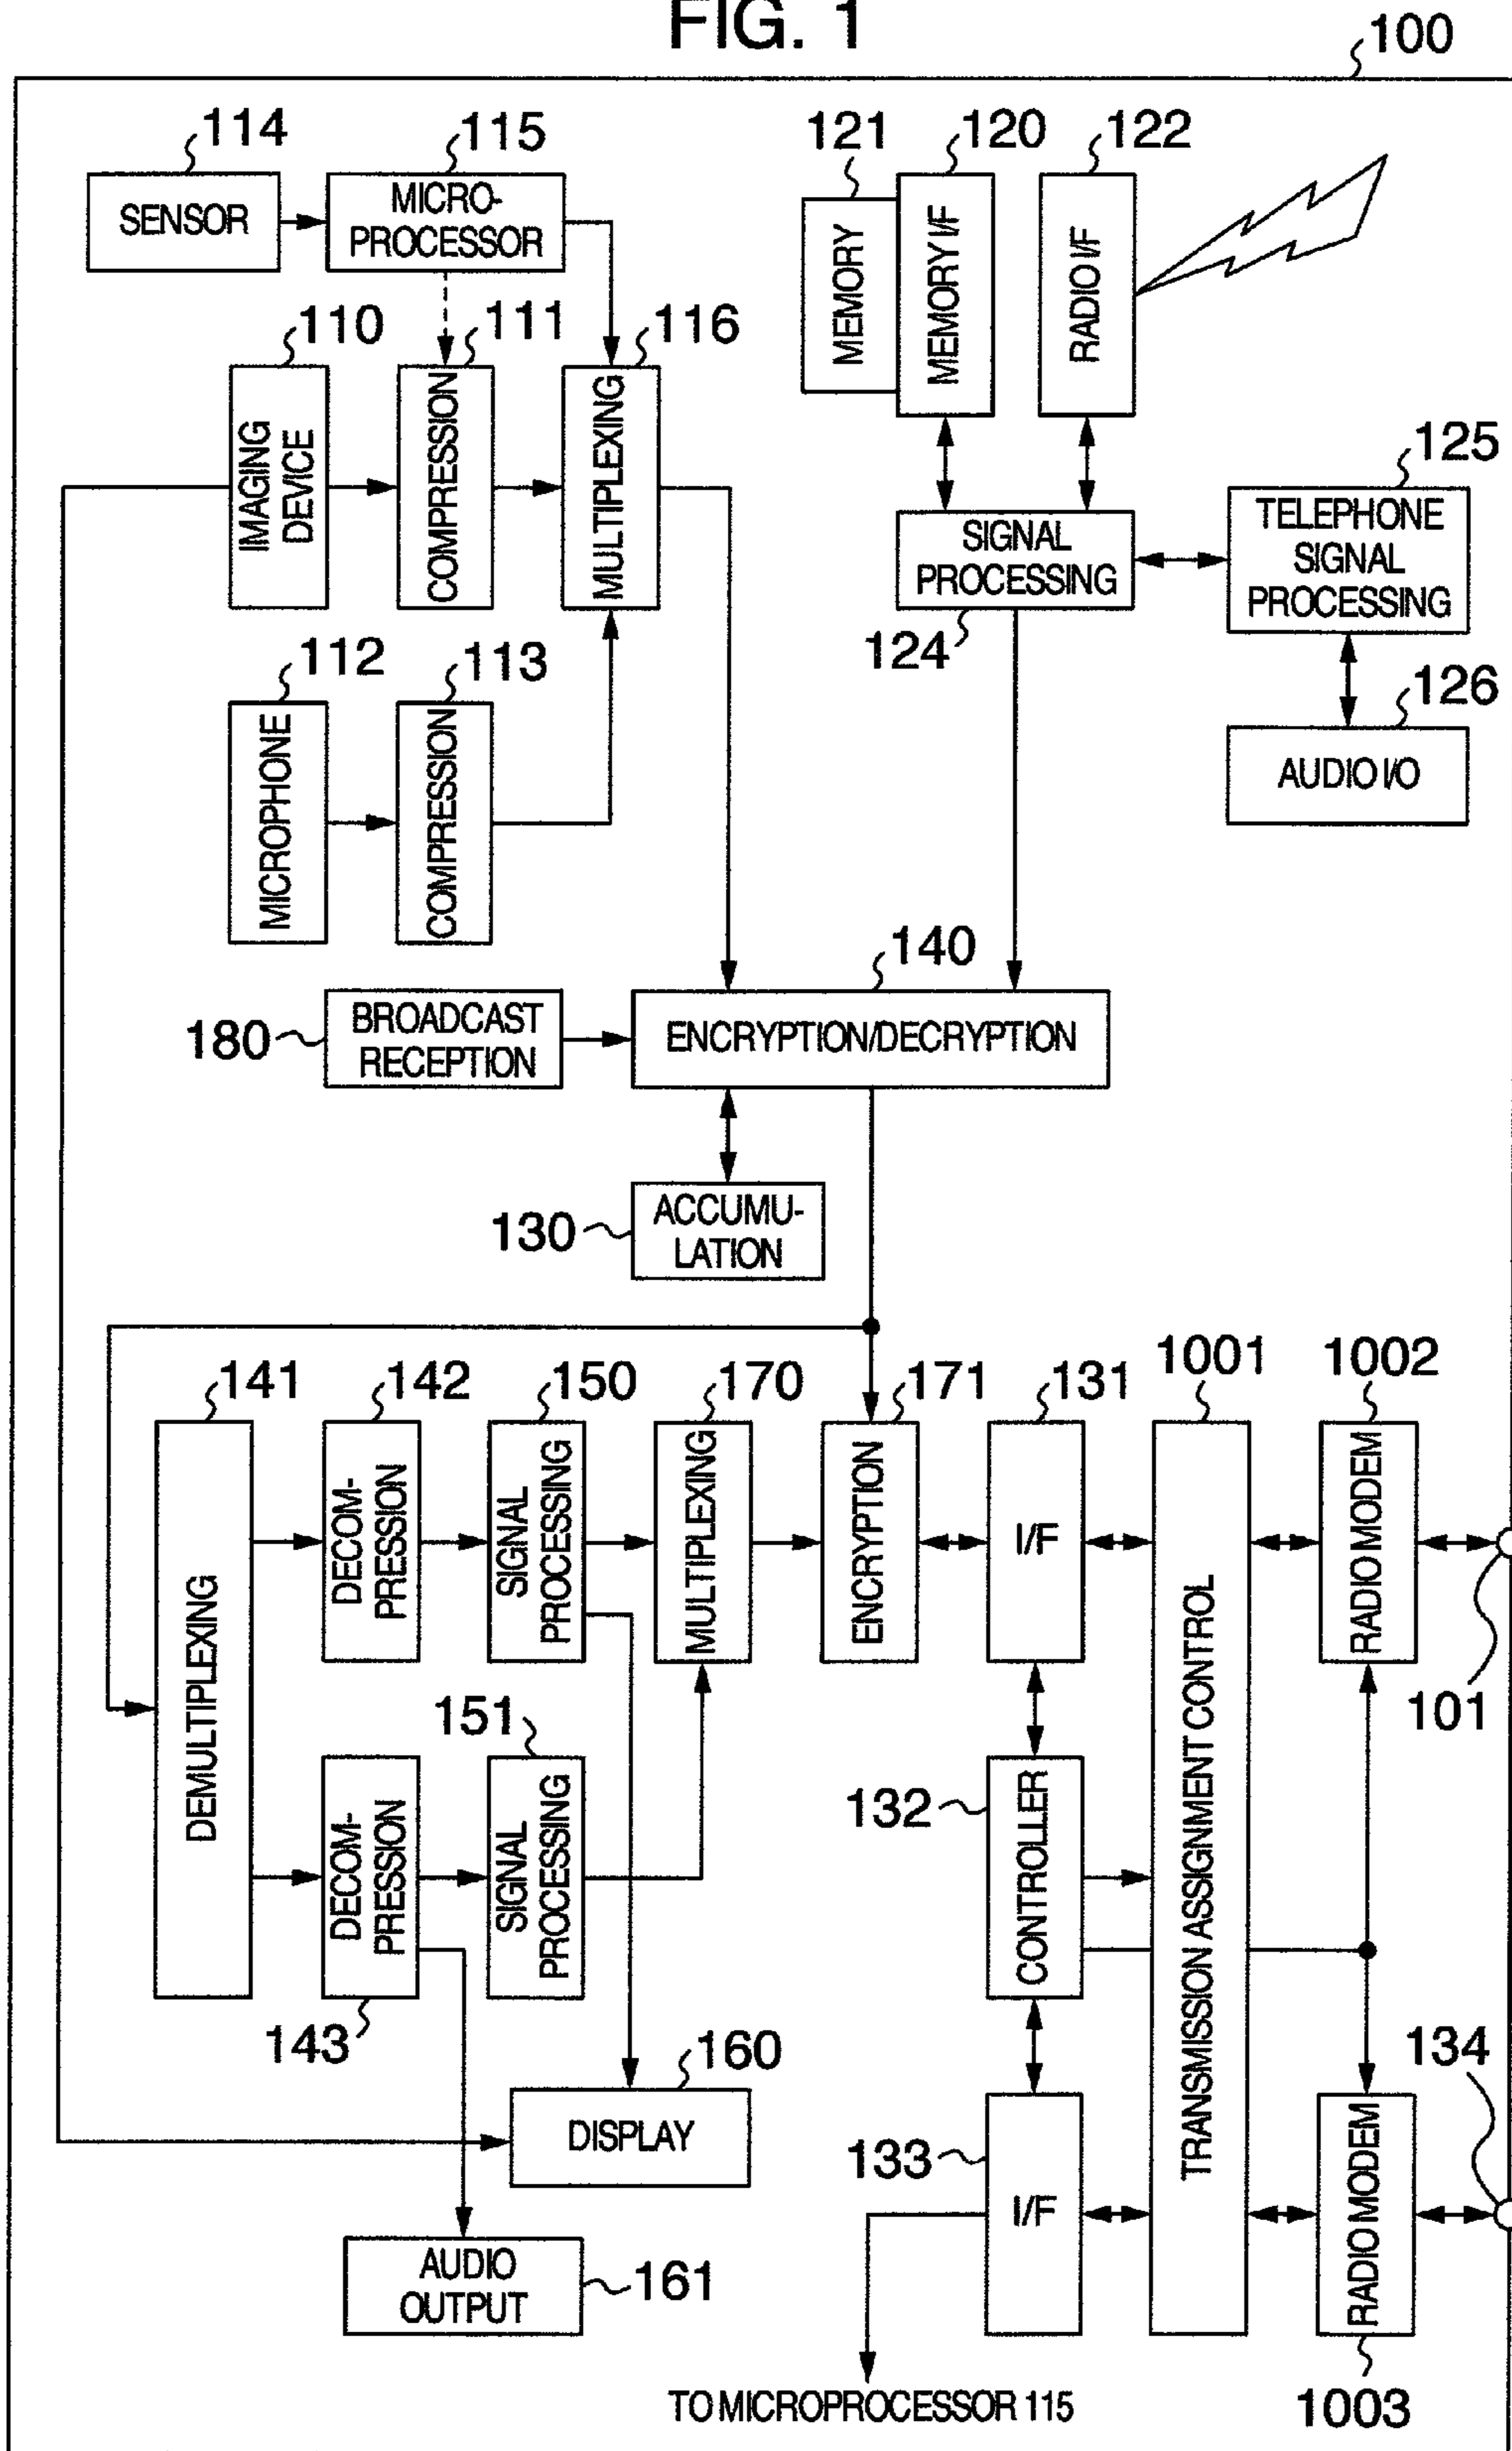 FIG. 1
100
114
115
121
120
122
SENSOR
MICRO-
PROCESSOR
MEMORY
MEMORY I/F
RADIO I/F
110
111
116
IMAGING
DEVICE
COMPRESSION
MULTIPLEXING
125
SIGNAL
PROCESSING
TELEPHONE
SIGNAL
PROCESSING
124
112
113
126
MICROPHONE
COMPRESSION
AUDIO I/O
140
180
BROADCAST
RECEPTION
ENCRYPTION/DECRYPTION
130
ACCUMU-
LATION
141
142
150
170
171
131
1001
1002
DEMULTIPLEXING
DECOM-
PRESSION
SIGNAL
PROCESSING
MULTIPLEXING
ENCRYPTION
I/F
TRANSMISSION ASSIGNMENT CONTROL
RADIO MODEM
101
151
132
DECOM-
PRESSION
SIGNAL
PROCESSING
CONTROLLER
143
160
134
DISPLAY
133
I/F
RADIO MODEM
AUDIO
OUTPUT
161
TO MICROPROCESSOR 115
1003